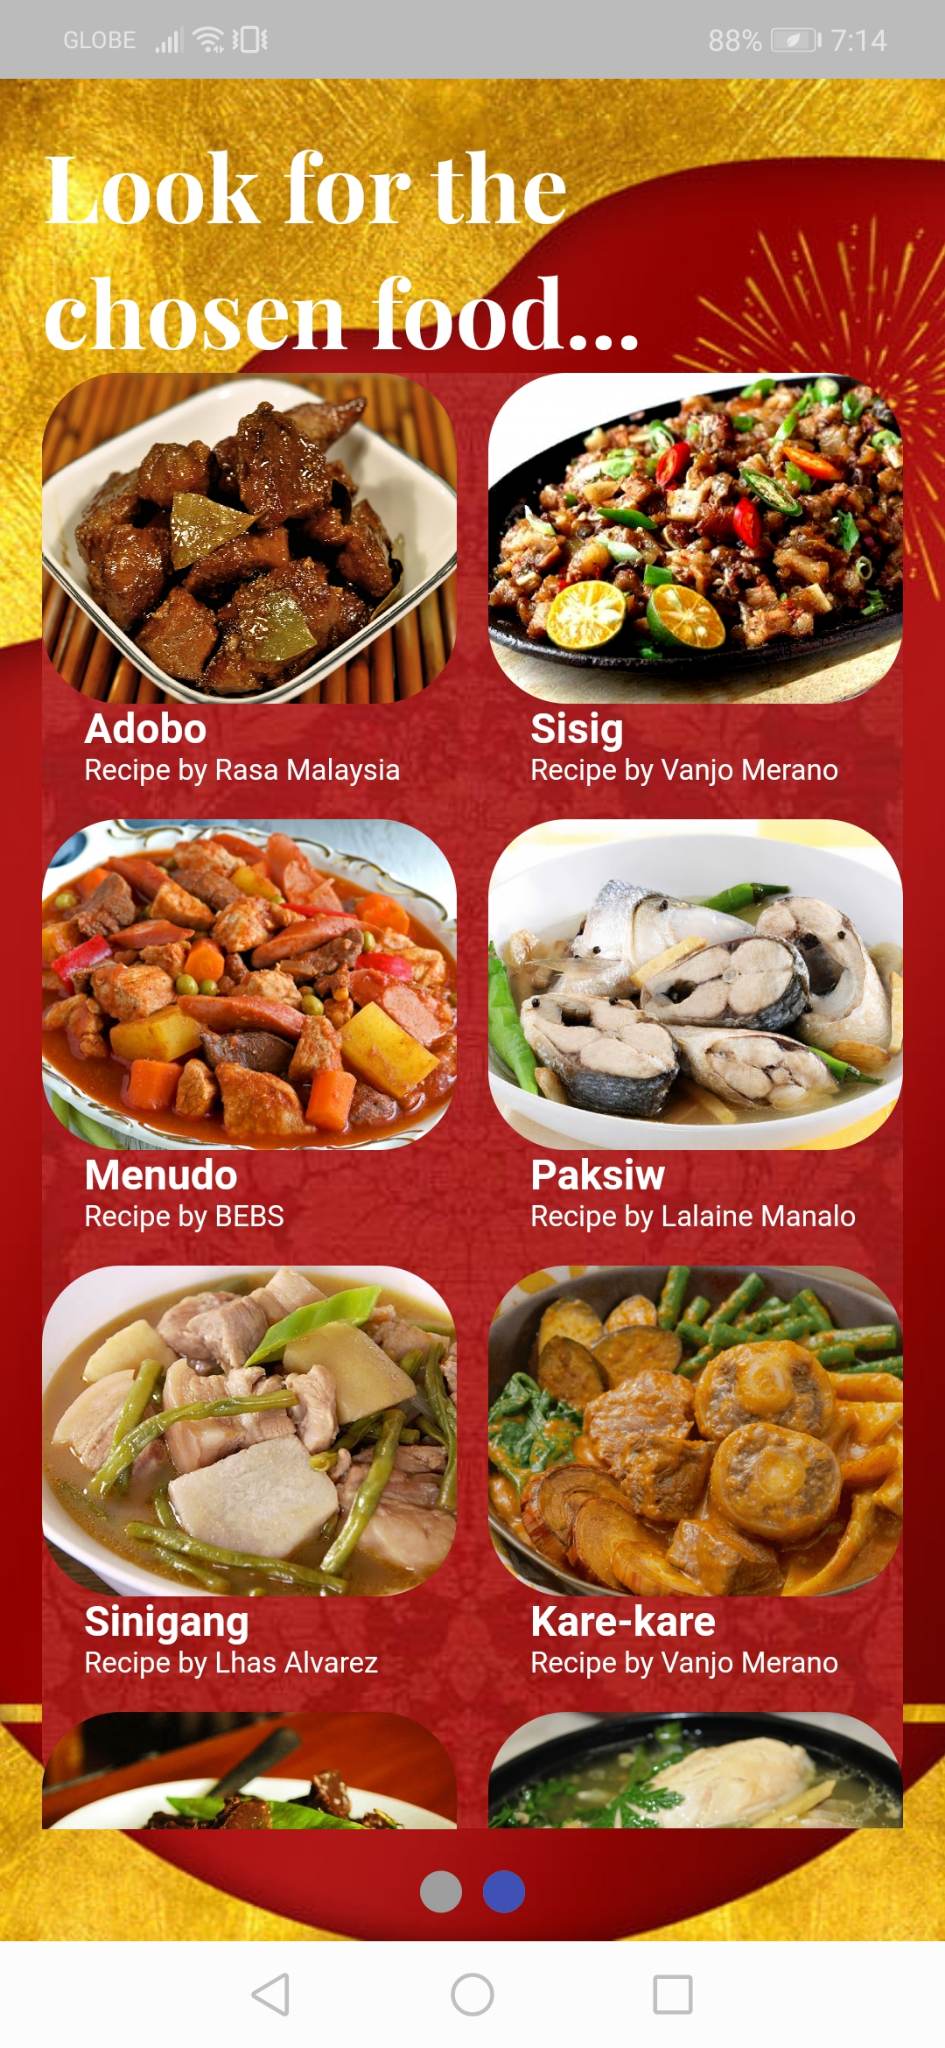 GLOBE 88% 7:14
Look for the
chosen food...
Adobo
Recipe by Rasa Malaysia
Sisig
Recipe by Vanjo Merano
Menudo
Recipe by BEBS
Paksiw
Recipe by Lalaine Manalo
Sinigang
Recipe by Lhas Alvarez
Kare-kare
Recipe by Vanjo Merano